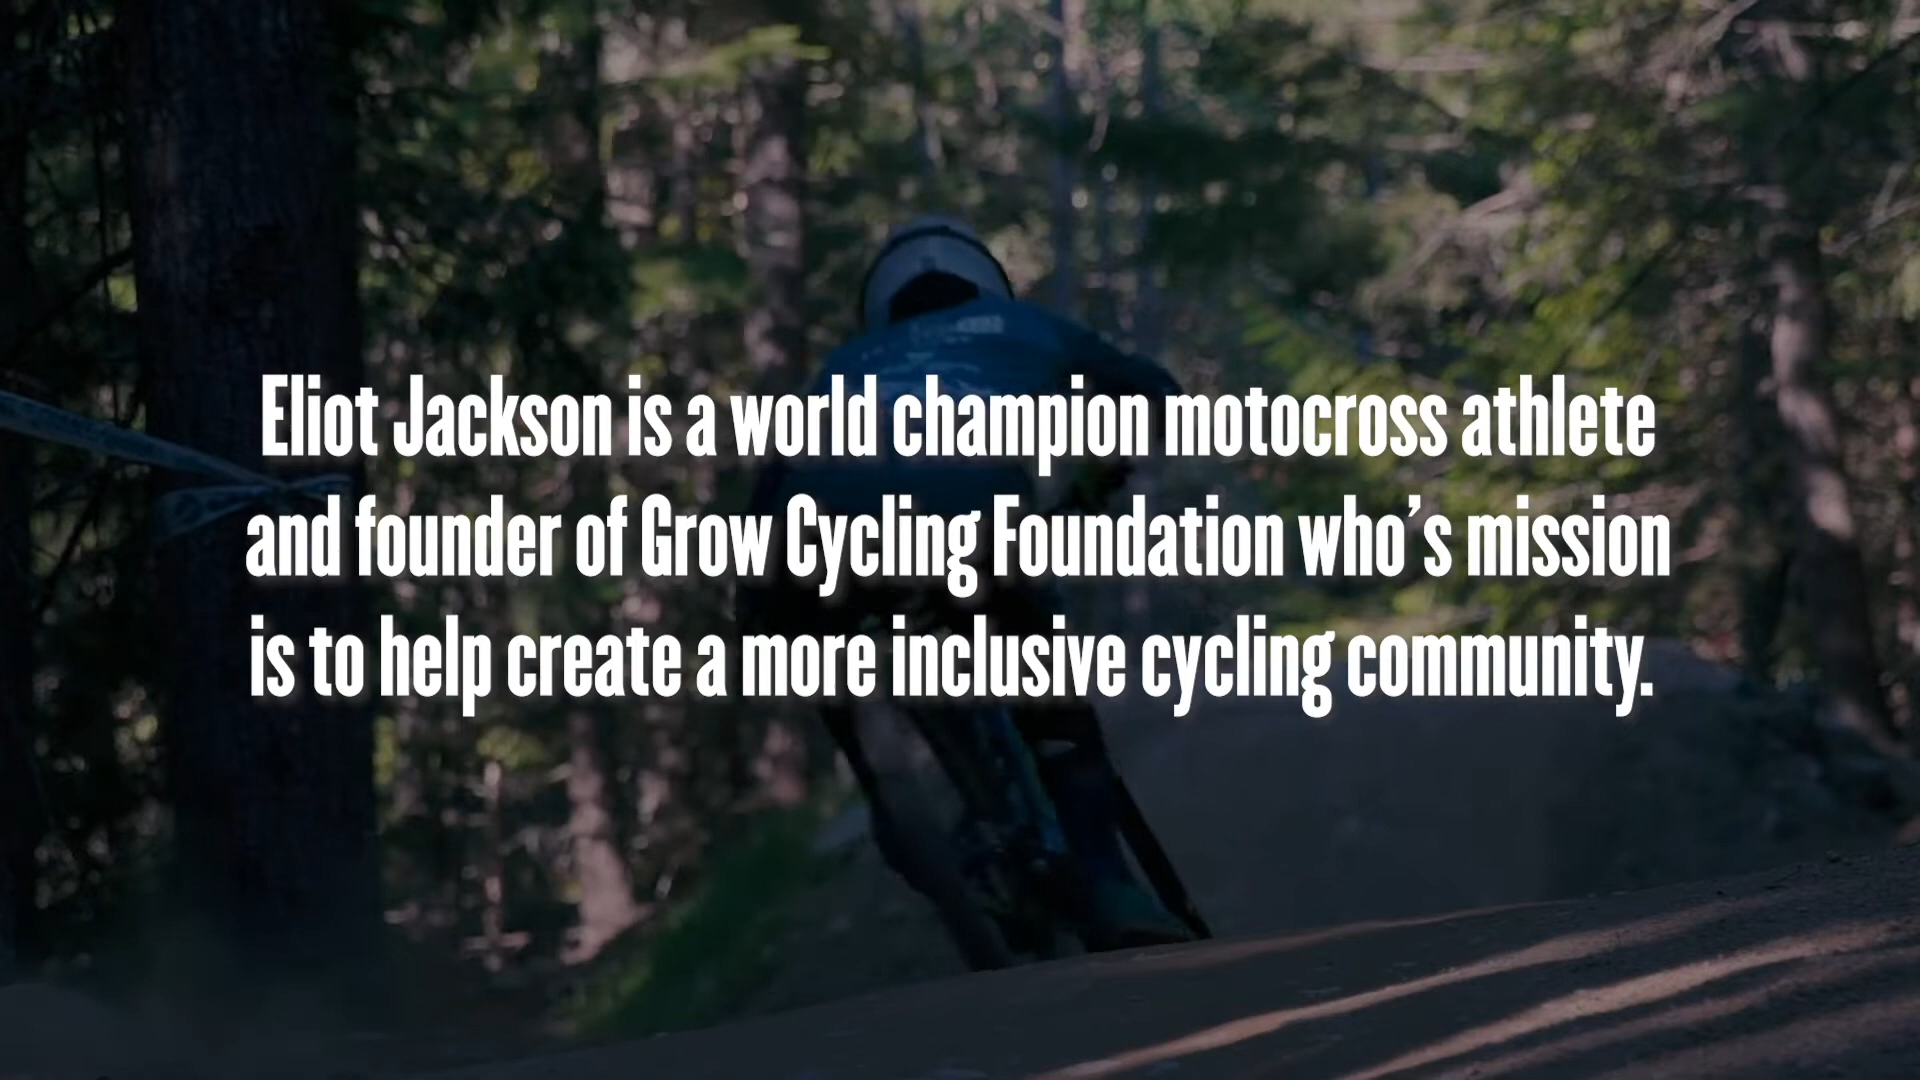 Eliot Jackson is a world champion motocross athlete
and founder of Grow Cycling Foundation who’s mission
is to help create a more inclusive cycling community.